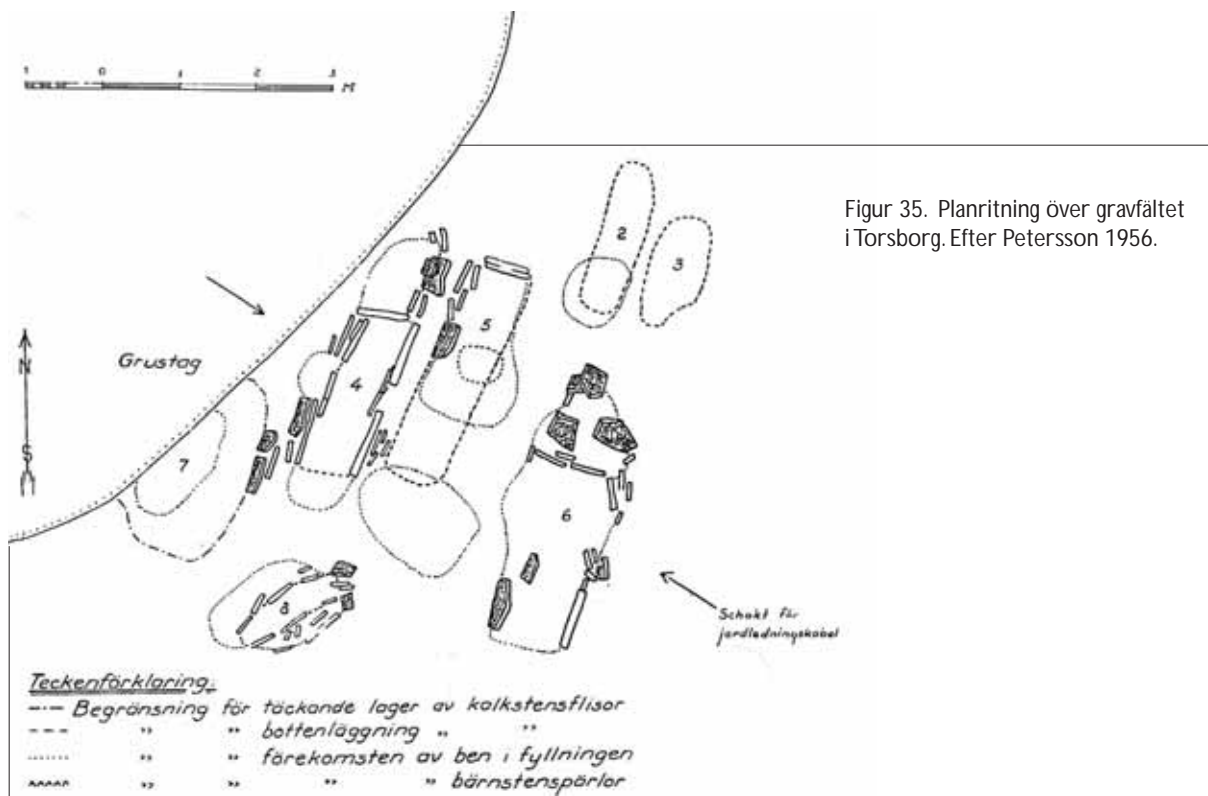 1 0 1 2 3 M
Figur 35. Planritning över gravfältet
i Torsborg. Efter Petersson 1956.
2
3
5
Grustag
4
N
S
7
6
8
Schakt för
jordledningskabel
Teckenförklaring:
Begränsning för täckande lager av kalkstensflisor
" " bottenläggning " "
" " förekomsten av ben i fyllningen
" " " " bärnstenspärlor